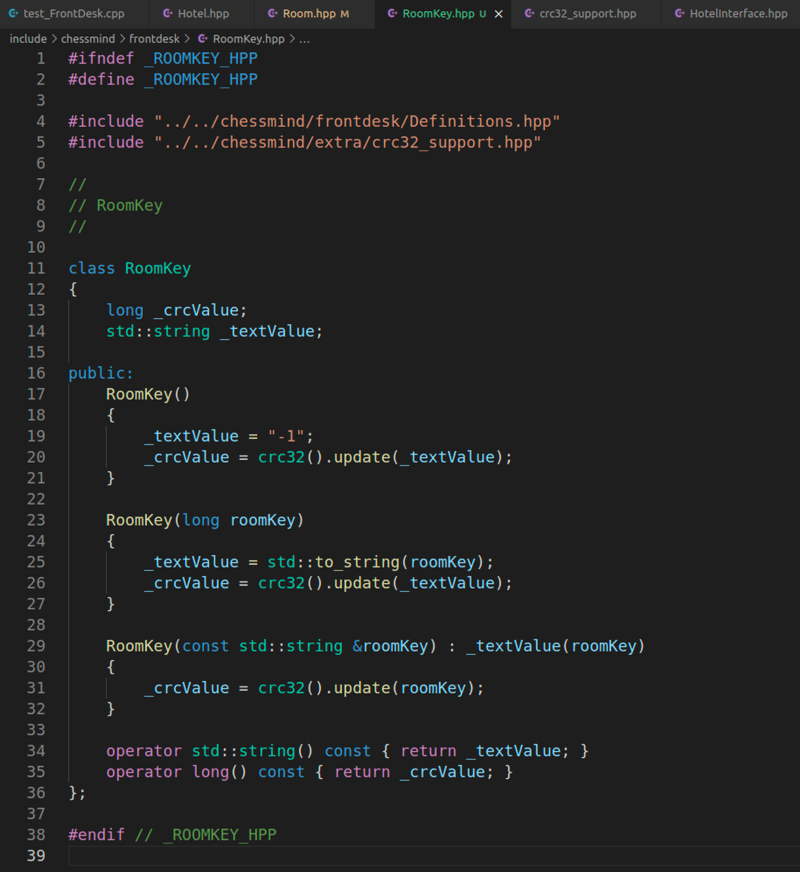 test_FrontDesk.cpp Hotel.hpp Room.hpp M RoomKey.hpp U × crc32_support.hpp HotelInterface.hpp
include > chessmind > frontdesk > RoomKey.hpp > ...
1 #ifndef _ROOMKEY_HPP
2 #define _ROOMKEY_HPP
3
4 #include "../../chessmind/frontdesk/Definitions.hpp"
5 #include "../../chessmind/extra/crc32_support.hpp"
6
7 //
8 // RoomKey
9 //
10
11 class RoomKey
12 {
13     long _crcValue;
14     std::string _textValue;
15
16 public:
17     RoomKey()
18     {
19         _textValue = "-1";
20         _crcValue = crc32().update(_textValue);
21     }
22
23     RoomKey(long roomKey)
24     {
25         _textValue = std::to_string(roomKey);
26         _crcValue = crc32().update(_textValue);
27     }
28
29     RoomKey(const std::string &roomKey) : _textValue(roomKey)
30     {
31         _crcValue = crc32().update(roomKey);
32     }
33
34     operator std::string() const { return _textValue; }
35     operator long() const { return _crcValue; }
36 };
37
38 #endif // _ROOMKEY_HPP
39